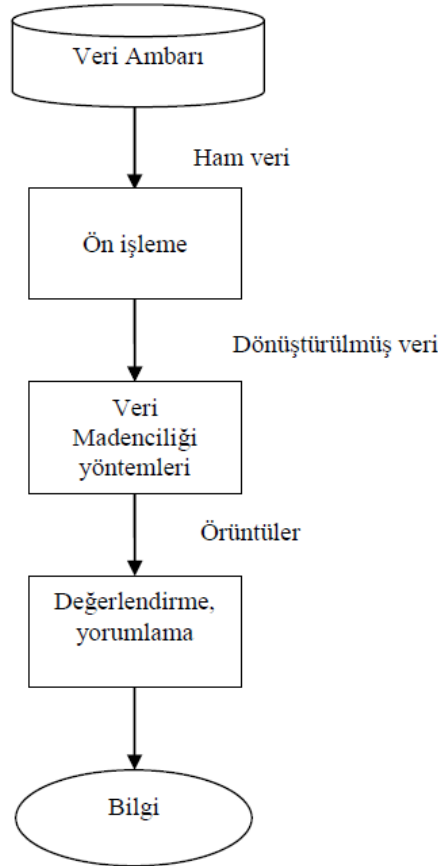 Veri Ambarı
Ham veri
Ön işleme
Dönüştürülmüş veri
Veri
Madenciliği
yöntemleri
Örüntüler
Değerlendirme,
yorumlama
Bilgi